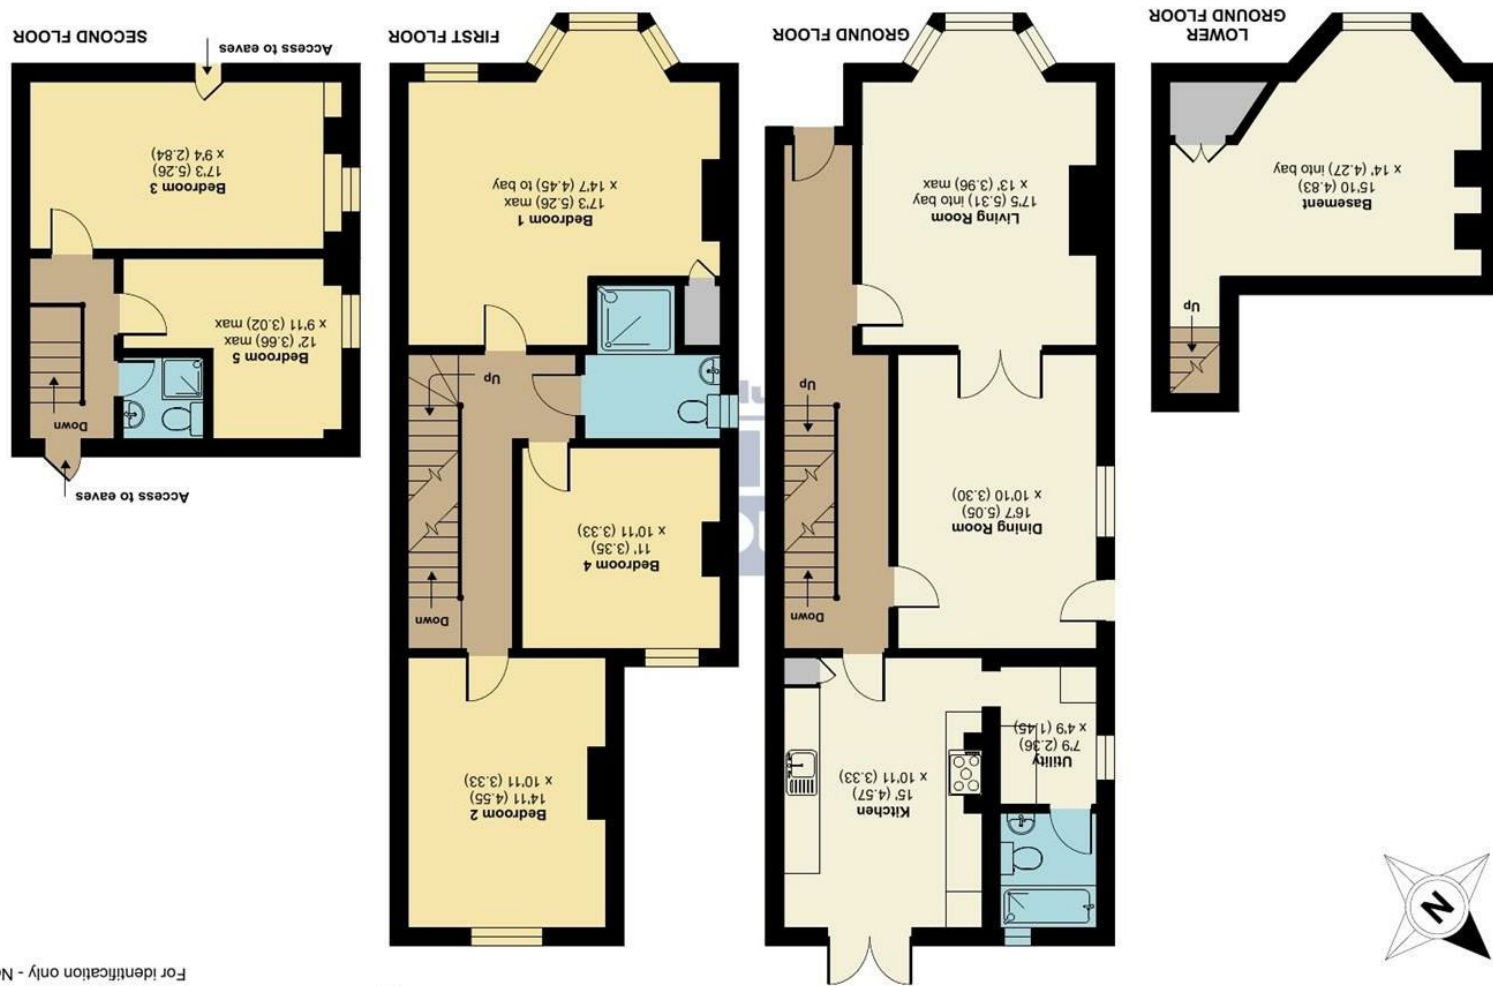 For identification only - No
N
Up
Basement
15'10 (4.83)
x 14' (4.27) into bay
LOWER
GROUND FLOOR
Utility
7'9 (2.36)
x 4'9 (1.45)
Kitchen
15' (4.57)
x 10'11 (3.33)
Down
Dining Room
16'7 (5.05)
x 10'10 (3.30)
Up
Living Room
17'5 (5.31) into bay
x 13' (3.96) max
GROUND FLOOR
Bedroom 2
14'11 (4.55)
x 10'11 (3.33)
Down
Bedroom 4
11' (3.35)
x 10'11 (3.33)
Up
Bedroom 1
17'3 (5.26) max
x 14'7 (4.45) to bay
FIRST FLOOR
Access to eaves
Down
Bedroom 5
12' (3.66) max
x 9'11 (3.02) max
Bedroom 3
17'3 (5.26)
x 9'4 (2.84)
Access to eaves
SECOND FLOOR